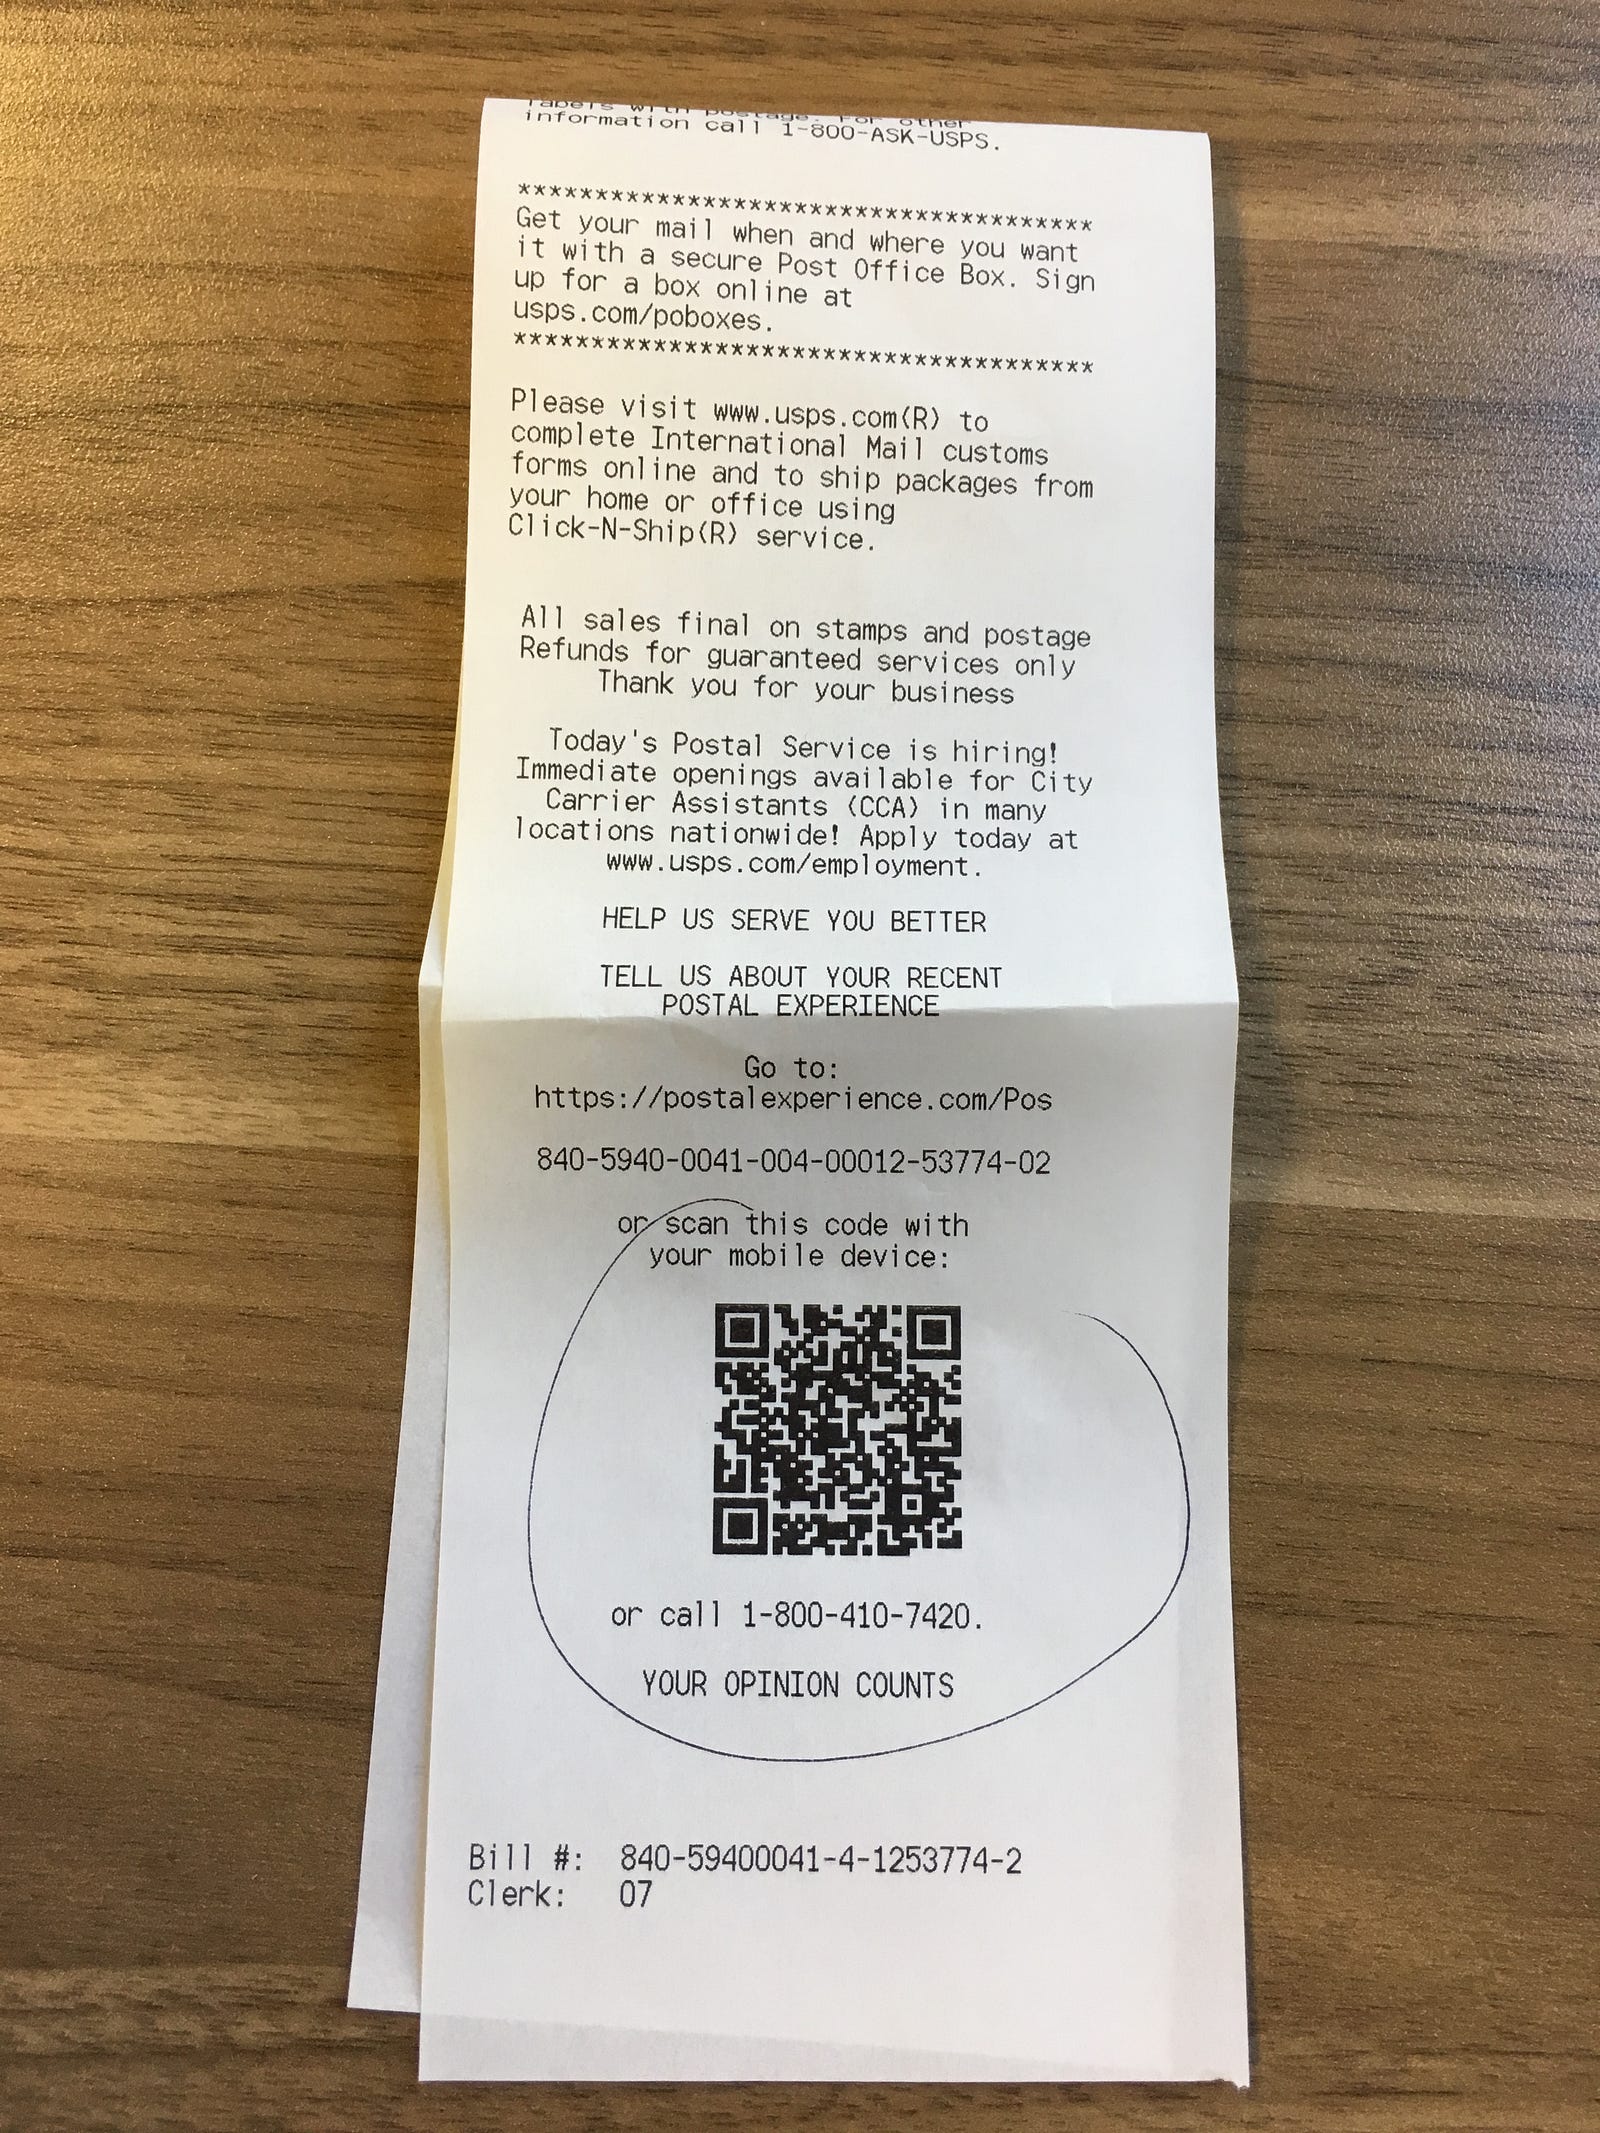 labels with postage. For other
information call 1-800-ASK-USPS.
***************************************
Get your mail when and where you want
it with a secure Post Office Box. Sign
up for a box online at
usps.com/poboxes.
***************************************
Please visit www.usps.com(R) to
complete International Mail customs
forms online and to ship packages from
your home or office using
Click-N-Ship(R) service.
All sales final on stamps and postage
Refunds for guaranteed services only
Thank you for your business
Today's Postal Service is hiring!
Immediate openings available for City
Carrier Assistants (CCA) in many
locations nationwide! Apply today at
www.usps.com/employment.
HELP US SERVE YOU BETTER
TELL US ABOUT YOUR RECENT
POSTAL EXPERIENCE
Go to:
https://postalexperience.com/Pos
840-5940-0041-004-00012-53774-02
or scan this code with
your mobile device:
or call 1-800-410-7420.
YOUR OPINION COUNTS
Bill #: 840-59400041-4-1253774-2
Clerk: 07